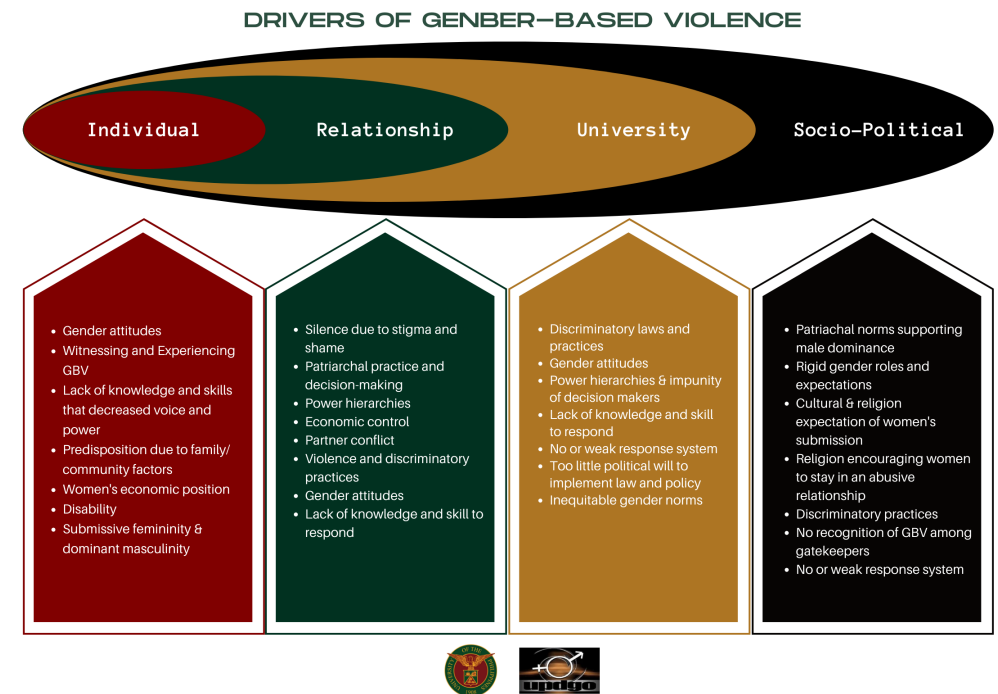 DRIVERS OF GENBER-BASED VIOLENCE
Individual
Relationship
University
Socio-Political
• Gender attitudes
• Witnessing and Experiencing
GBV
• Lack of knowledge and skills
that decreased voice and
power
• Predisposition due to family/
community factors
• Women's economic position
• Disability
• Submissive femininity &
dominant masculinity
• Silence due to stigma and
shame
• Patriarchal practice and
decision-making
• Power hierarchies
• Economic control
• Partner conflict
• Violence and discriminatory
practices
• Gender attitudes
• Lack of knowledge and skill to
respond
• Discriminatory laws and
practices
• Gender attitudes
• Power hierarchies & impunity
of decision makers
• Lack of knowledge and skill
to respond
• No or weak response system
• Too little political will to
implement law and policy
• Inequitable gender norms
• Patriachal norms supporting
male dominance
• Rigid gender roles and
expectations
• Cultural & religion
expectation of women's
submission
• Religion encouraging women
to stay in an abusive
relationship
• Discriminatory practices
• No recognition of GBV among
gatekeepers
• No or weak response system
UNIVERSITY OF THE PHILIPPINES
1908
updgo